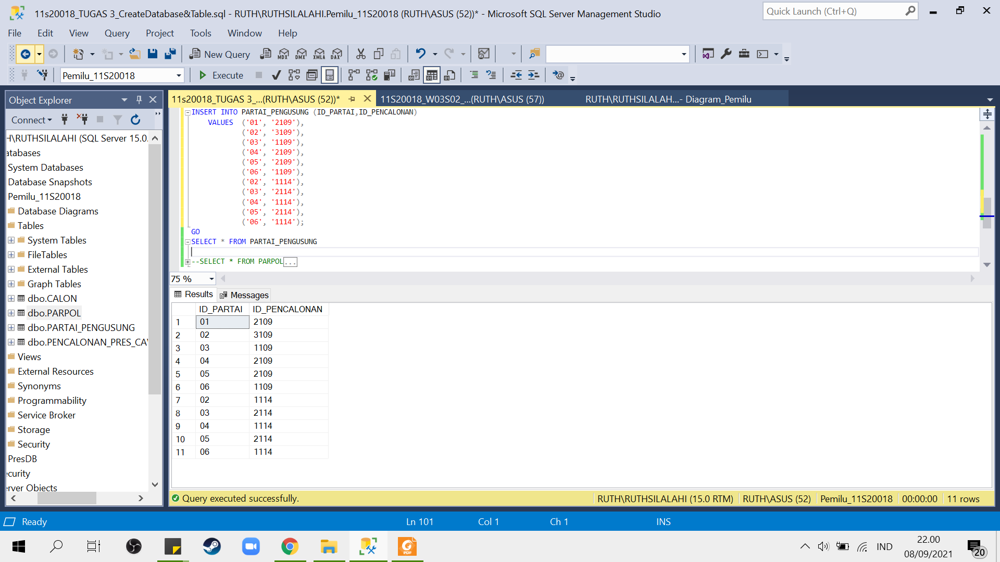 11s20018_TUGAS 3_CreateDatabase&Table.sql - RUTH\RUTHSILALAHI.Pemilu_11S20018 (RUTH\ASUS (52))* - Microsoft SQL Server Management Studio
Quick Launch (Ctrl+Q)
File Edit View Query Project Tools Window Help
New Query MDX DMX XMLA DAX
Pemilu_11S20018 Execute
Object Explorer
Connect
H\RUTHSILALAHI (SQL Server 15.0.
atabases
System Databases
Database Snapshots
Pemilu_11S20018
Database Diagrams
Tables
System Tables
FileTables
External Tables
Graph Tables
dbo.CALON
dbo.PARPOL
dbo.PARTAI_PENGUSUNG
dbo.PENCALONAN_PRES_CA
Views
External Resources
Synonyms
Programmability
Service Broker
Storage
Security
PresDB
ecurity
erver Objects
11s20018_TUGAS 3_...(RUTH\ASUS (52))* 11S20018_W03S02_...(RUTH\ASUS (57)) RUTH\RUTHSILALAH...- Diagram_Pemilu
INSERT INTO PARTAI_PENGUSUNG (ID_PARTAI,ID_PENCALONAN)
VALUES ('01', '2109'),
('02', '3109'),
('03', '1109'),
('04', '2109'),
('05', '2109'),
('06', '1109'),
('02', '1114'),
('03', '2114'),
('04', '1114'),
('05', '2114'),
('06', '1114');
GO
SELECT * FROM PARTAI_PENGUSUNG
--SELECT * FROM PARPOL...
75 %
Results Messages
ID_PARTAI ID_PENCALONAN
1 01 2109
2 02 3109
3 03 1109
4 04 2109
5 05 2109
6 06 1109
7 02 1114
8 03 2114
9 04 1114
10 05 2114
11 06 1114
Query executed successfully. RUTH\RUTHSILALAHI (15.0 RTM) RUTH\ASUS (52) Pemilu_11S20018 00:00:00 11 rows
Ready Ln 101 Col 1 Ch 1 INS
PDF
IND
22.00
08/09/2021
20